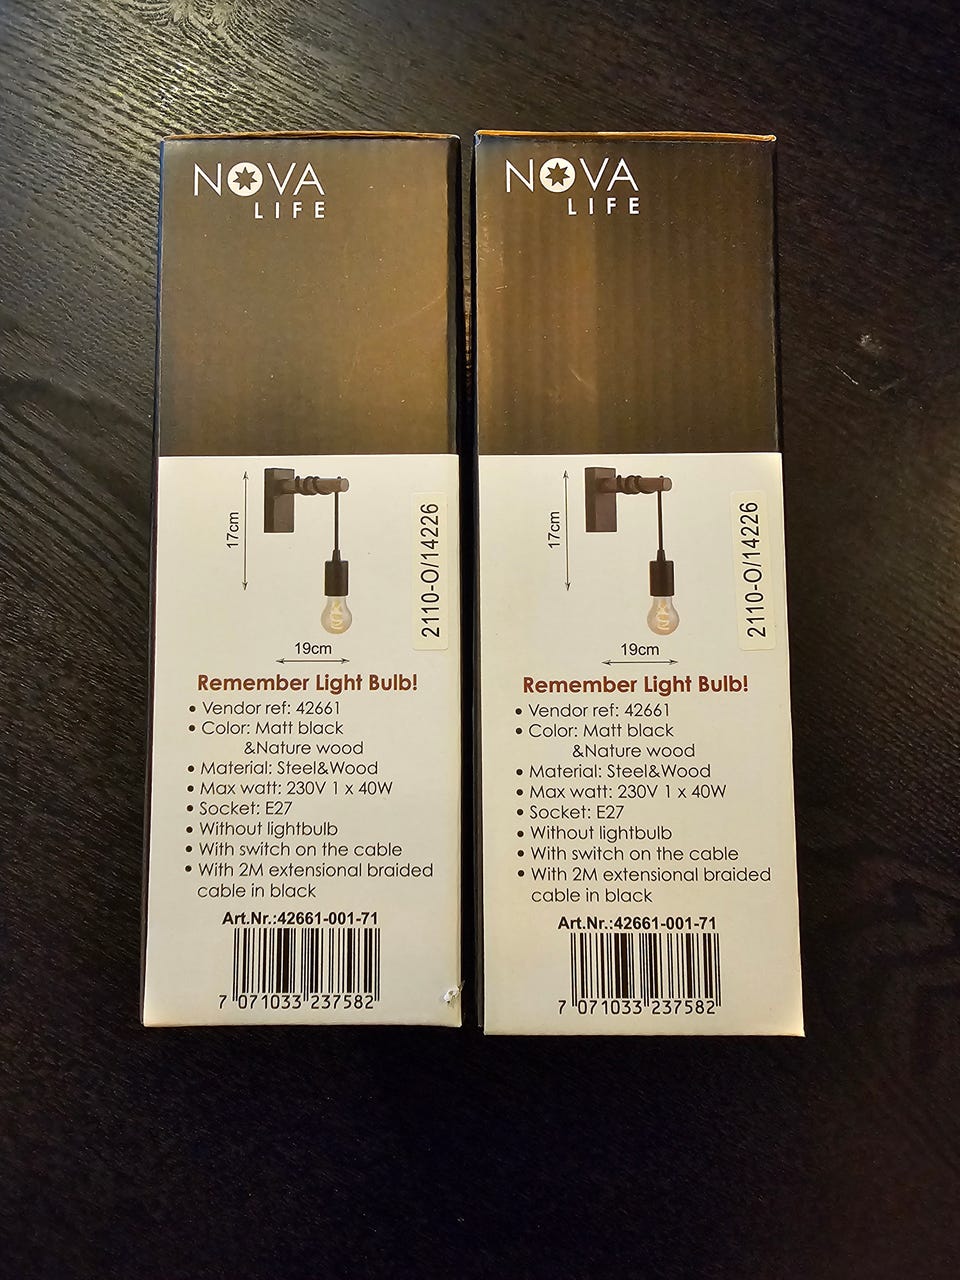 NOVA
LIFE
17cm
2110-O/14226
19cm
Remember Light Bulb!
• Vendor ref: 42661
• Color: Matt black
&Nature wood
• Material: Steel&Wood
• Max watt: 230V 1 x 40W
• Socket: E27
• Without lightbulb
• With switch on the cable
• With 2M extensional braided
cable in black
Art.Nr.:42661-001-71
7 071033 237582
NOVA
LIFE
17cm
2110-O/14226
19cm
Remember Light Bulb!
• Vendor ref: 42661
• Color: Matt black
&Nature wood
• Material: Steel&Wood
• Max watt: 230V 1 x 40W
• Socket: E27
• Without lightbulb
• With switch on the cable
• With 2M extensional braided
cable in black
Art.Nr.:42661-001-71
7 071033 237582